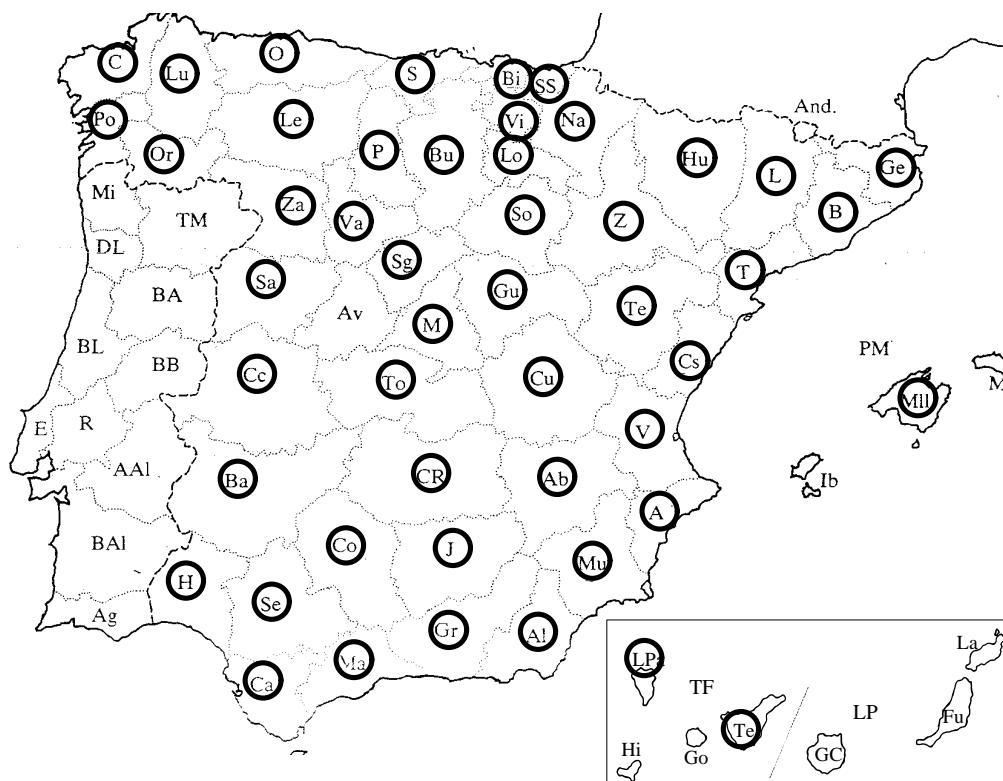 O
C
Lu
S
Bi
SS
And.
Po
Le
Vi
Na
Or
P
Bu
Lo
Hu
L
Ge
Mi
TM
Za
Va
So
Z
B
DL
Sg
T
BA
Sa
Av
M
Gu
Te
BL
BB
Cc
To
Cu
Cs
PM
M
Mll
E
R
V
AAl
Ba
CR
Ab
Ib
A
BAl
Co
J
Mu
H
Ag
Se
Gr
Al
Ma
Ca
LPa
La
TF
LP
Fu
Te
Hi
Go
GC